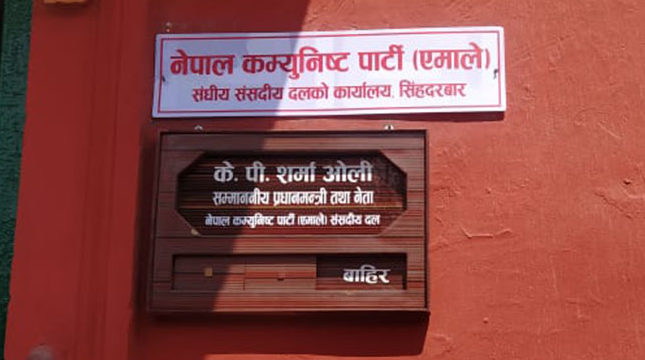 नेपाल कम्युनिष्ट पार्टी (एमाले)
संघीय संसदीय दलको कार्यालय, सिंहदरबार
के. पी. शर्मा ओली
सम्माननीय प्रधानमन्त्री तथा नेता
नेपाल कम्युनिष्ट पार्टी (एमाले) संसदीय दल
बाहिर